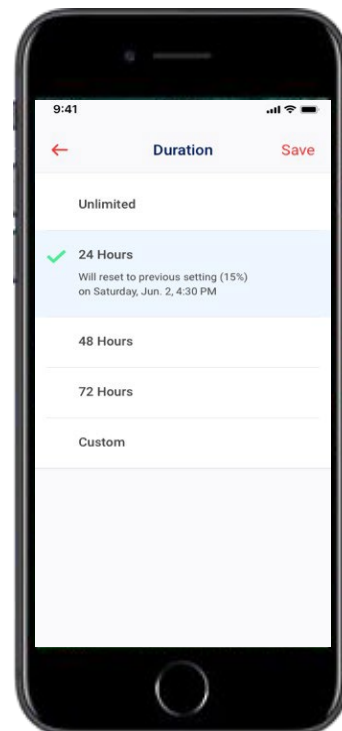 9:41
Duration
Save
Unlimited
24 Hours
Will reset to previous setting (15%)
on Saturday, Jun. 2, 4:30 PM
48 Hours
72 Hours
Custom